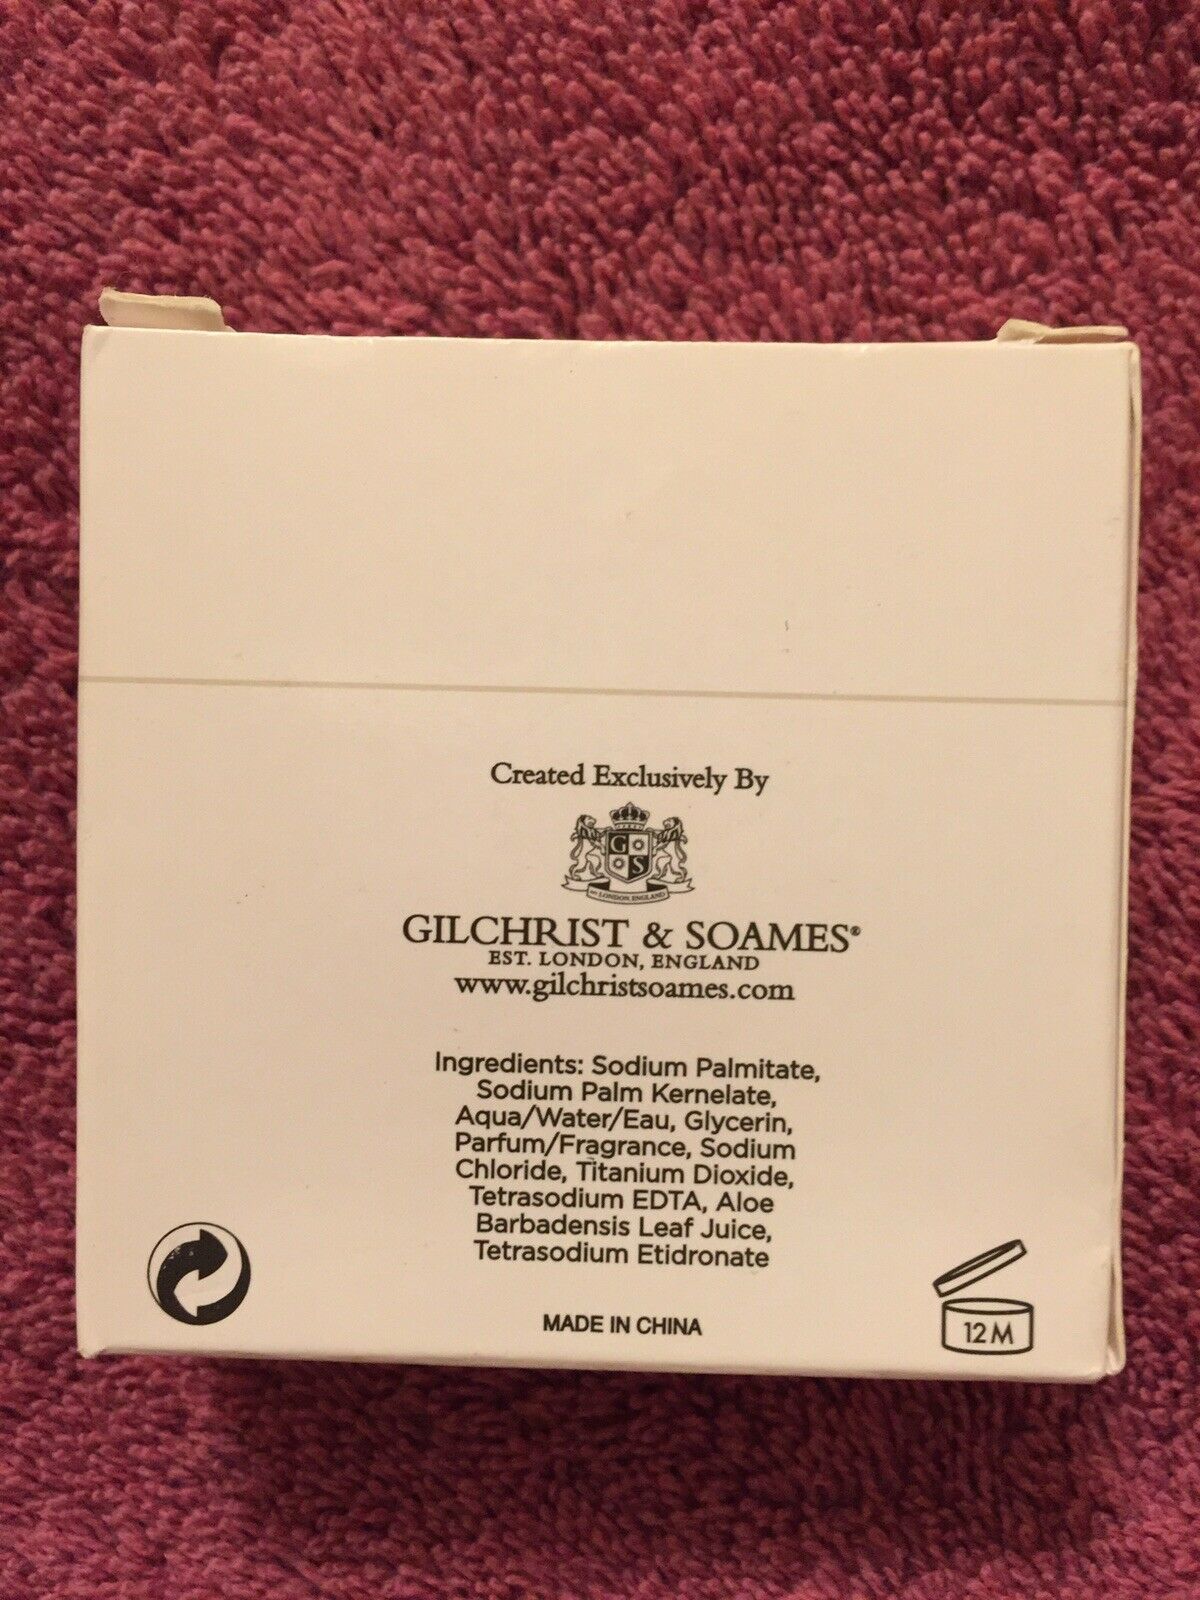 Created Exclusively By
G
S
LONDON, ENGLAND
GILCHRIST & SOAMES®
EST. LONDON, ENGLAND
www.gilchristsoames.com
Ingredients: Sodium Palmitate,
Sodium Palm Kernelate,
Aqua/Water/Eau, Glycerin,
Parfum/Fragrance, Sodium
Chloride, Titanium Dioxide,
Tetrasodium EDTA, Aloe
Barbadensis Leaf Juice,
Tetrasodium Etidronate
MADE IN CHINA
12 M